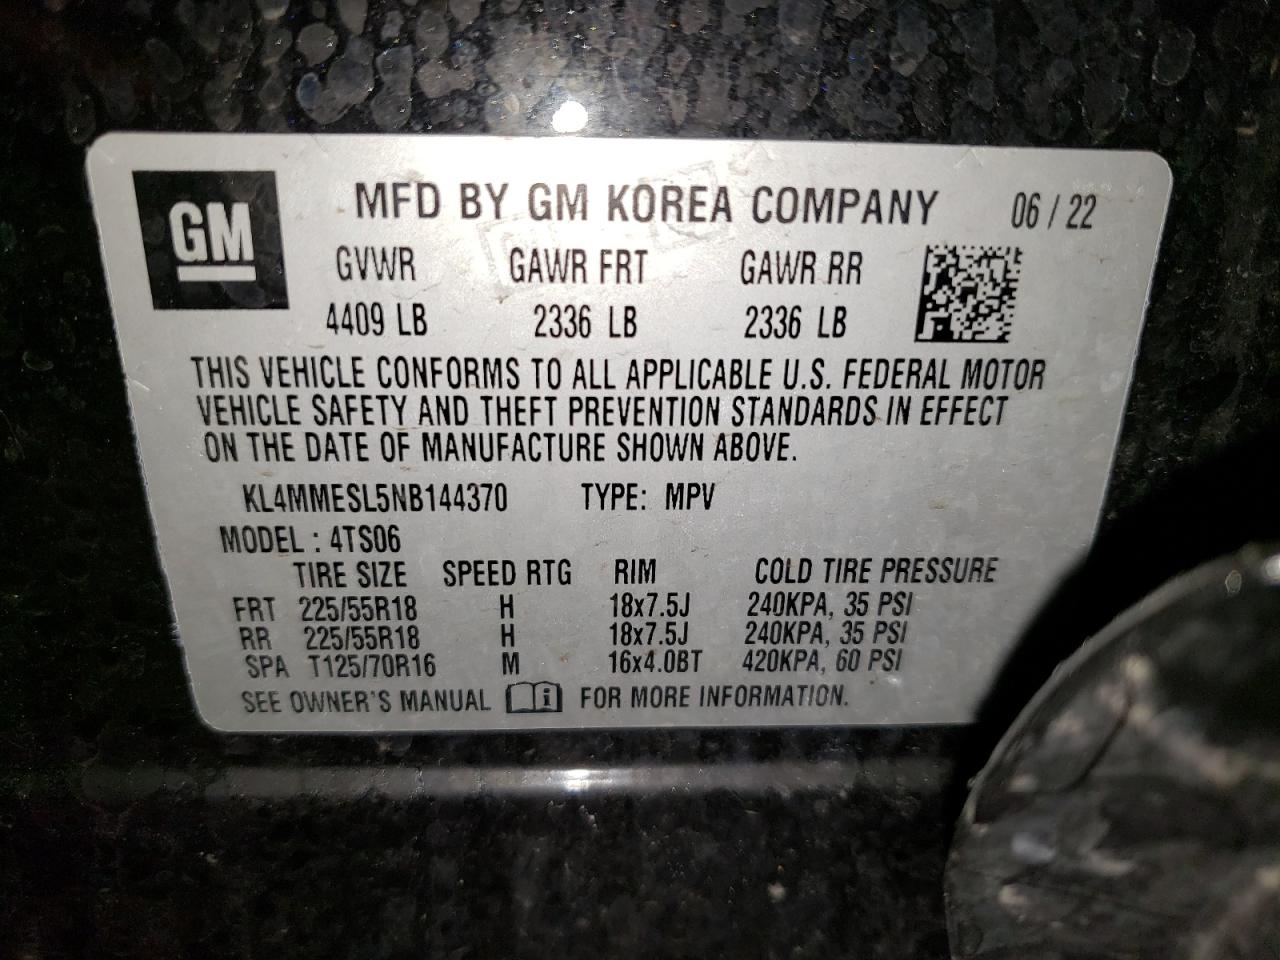 GM
MFD BY GM KOREA COMPANY 06 / 22
GVWR GAWR FRT GAWR RR
4409 LB 2336 LB 2336 LB
THIS VEHICLE CONFORMS TO ALL APPLICABLE U.S. FEDERAL MOTOR
VEHICLE SAFETY AND THEFT PREVENTION STANDARDS IN EFFECT
ON THE DATE OF MANUFACTURE SHOWN ABOVE.
KL4MMESL5NB144370 TYPE: MPV
MODEL : 4TS06
TIRE SIZE SPEED RTG RIM COLD TIRE PRESSURE
FRT 225/55R18 H 18x7.5J 240KPA, 35 PSI
RR 225/55R18 H 18x7.5J 240KPA, 35 PSI
SPA T125/70R16 M 16x4.0BT 420KPA, 60 PSI
SEE OWNER'S MANUAL i FOR MORE INFORMATION.